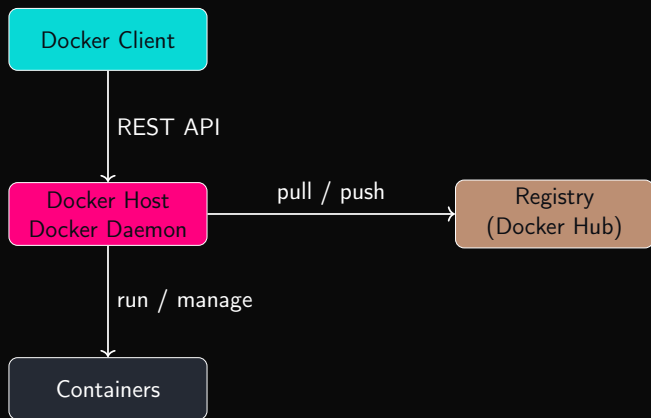 Docker Client
REST API
Docker Host
Docker Daemon
pull / push
Registry
(Docker Hub)
run / manage
Containers